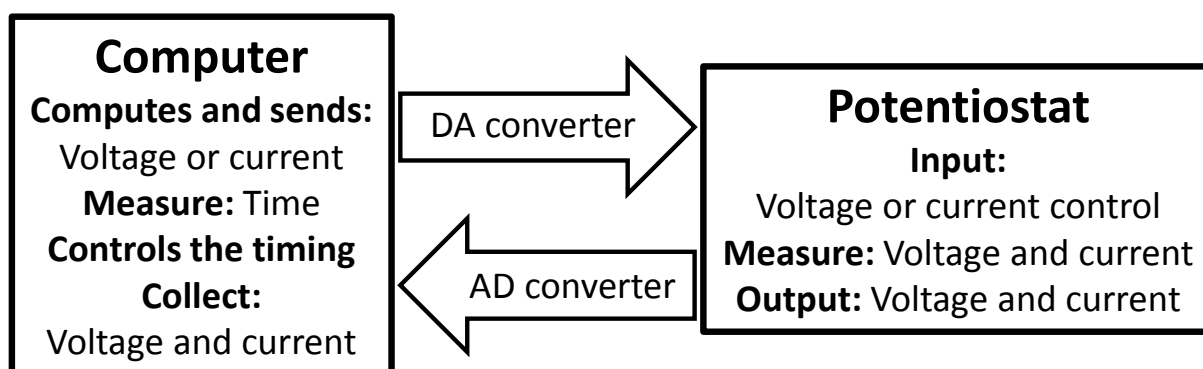 Computer
Computes and sends:
Voltage or current
Measure: Time
Controls the timing
Collect:
Voltage and current
DA converter
AD converter
Potentiostat
Input:
Voltage or current control
Measure: Voltage and current
Output: Voltage and current